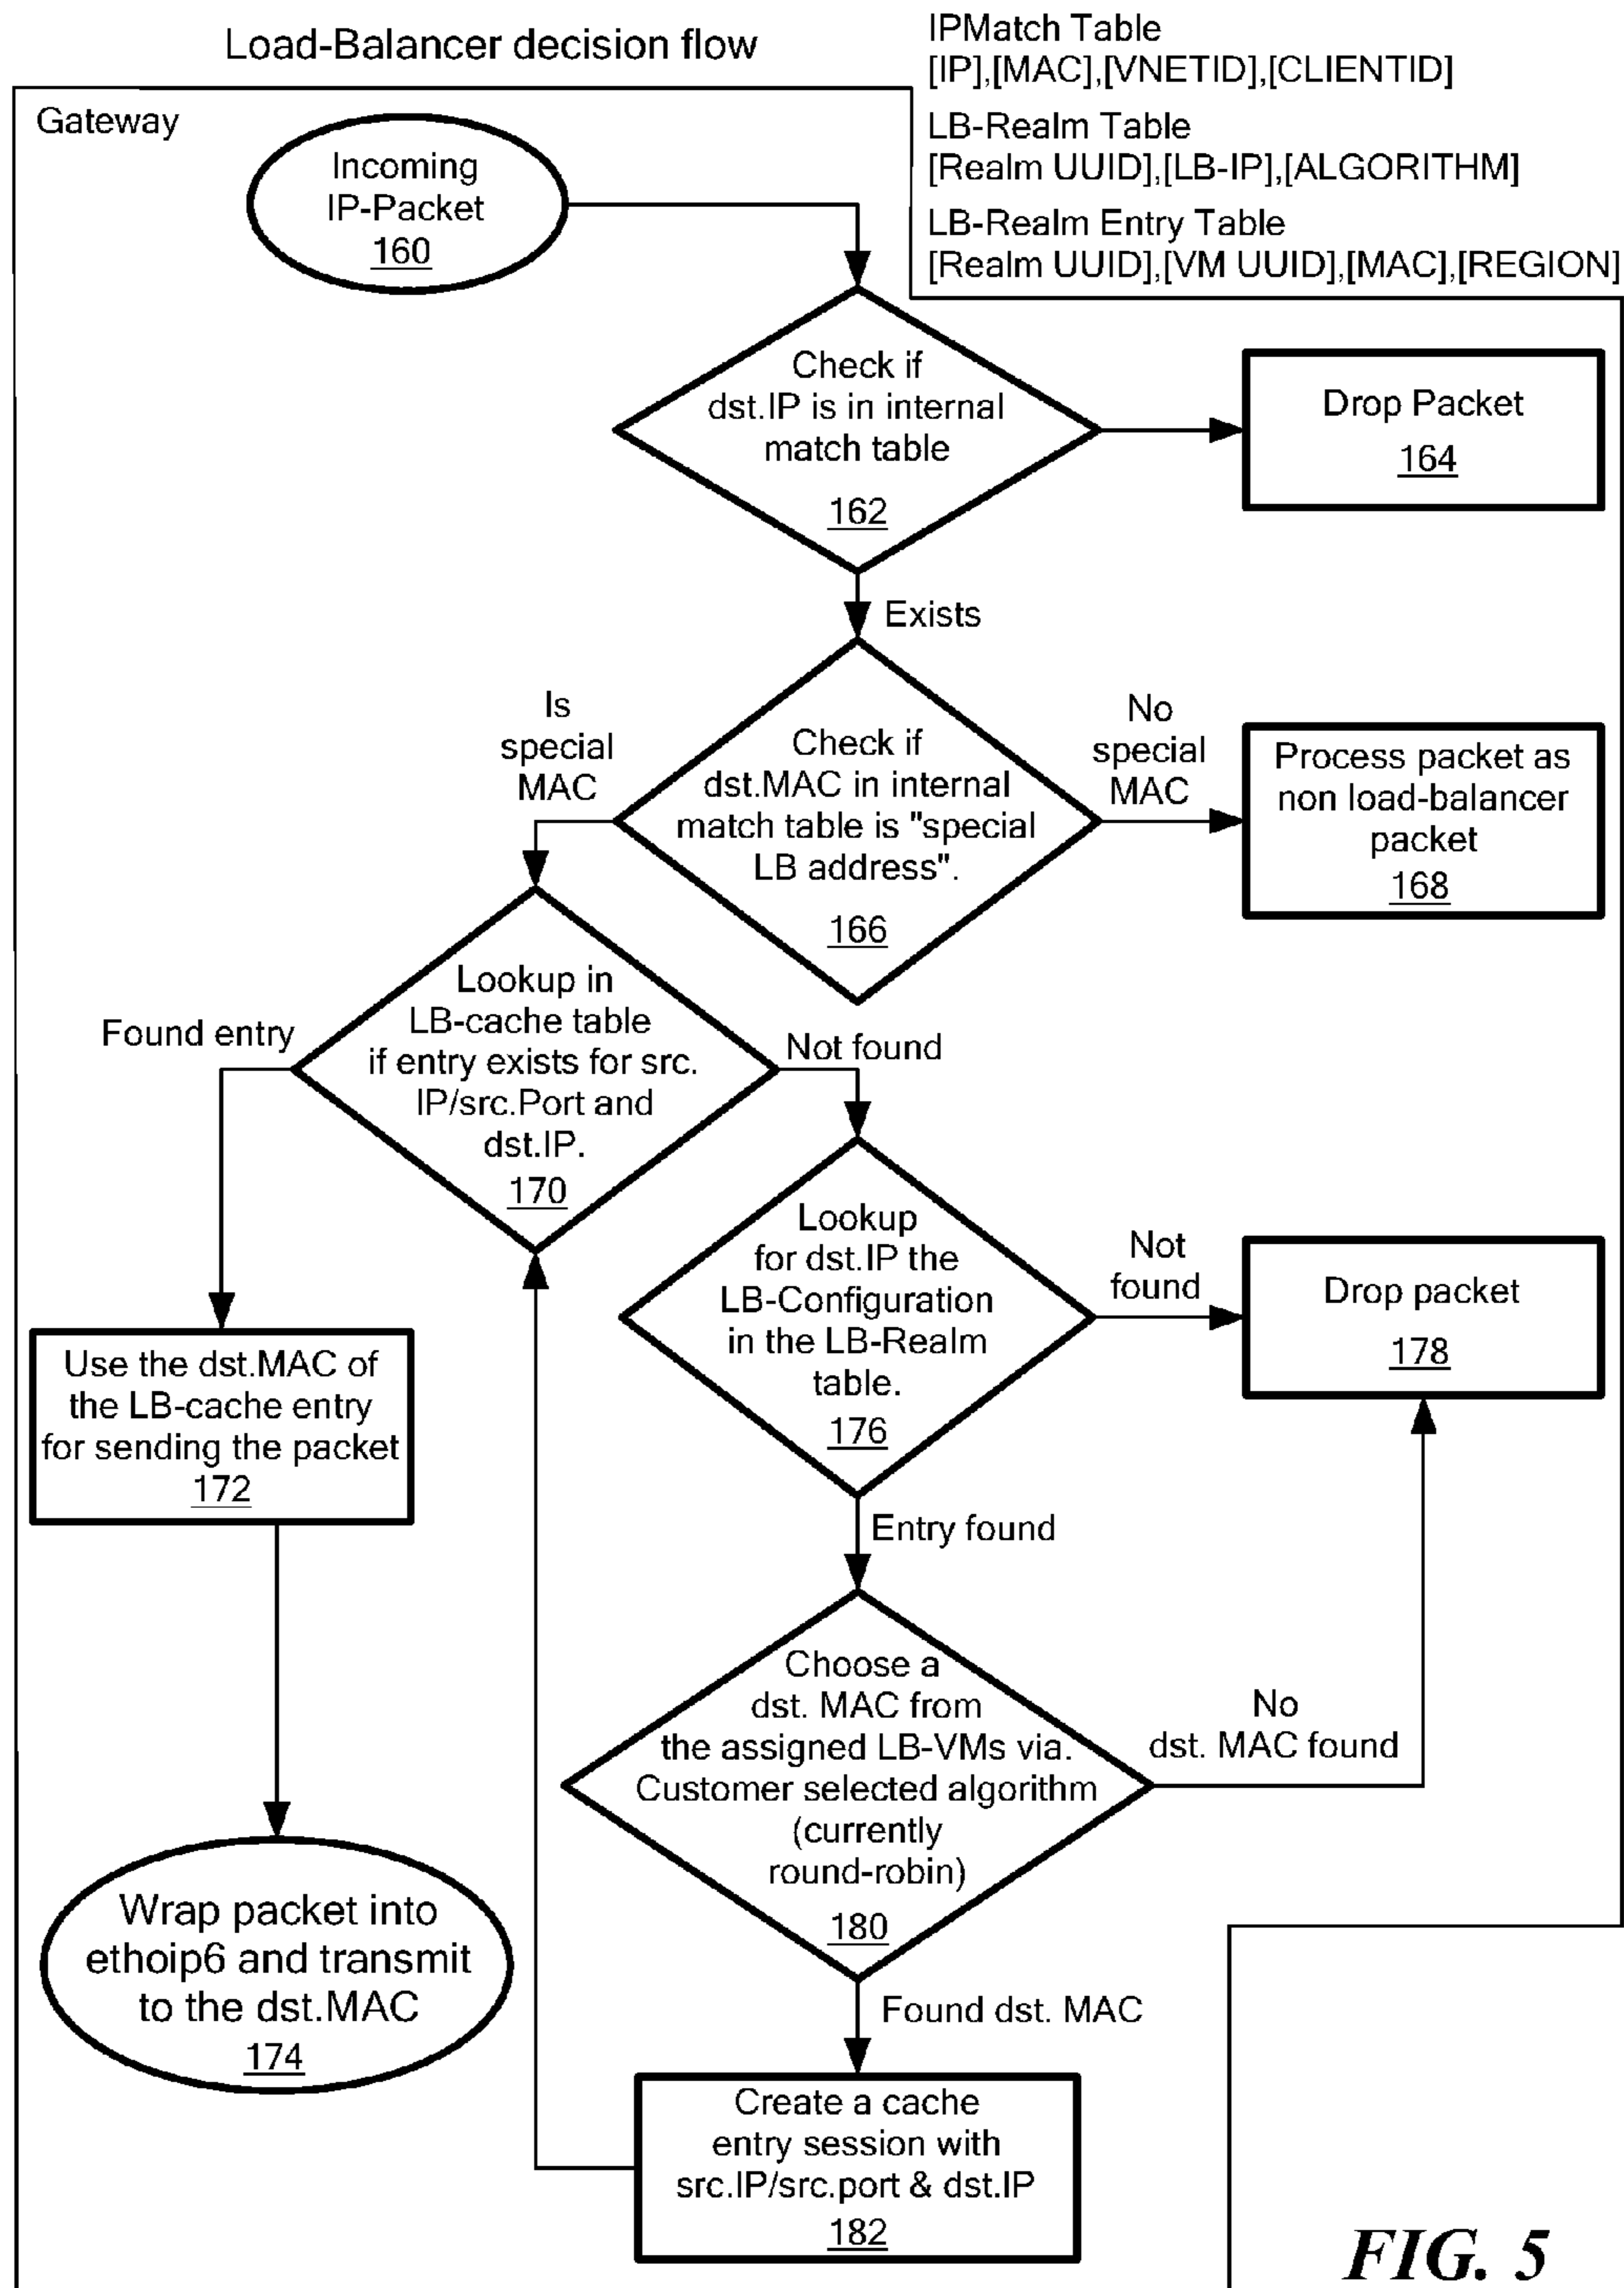 Load-Balancer decision flow
IPMatch Table
[IP],[MAC],[VNETID],[CLIENTID]
LB-Realm Table
[Realm UUID],[LB-IP],[ALGORITHM]
LB-Realm Entry Table
[Realm UUID],[VM UUID],[MAC],[REGION]
Gateway
Incoming
IP-Packet
160
Check if
dst.IP is in internal
match table
162
Drop Packet
164
Exists
Is
special
MAC
Check if
dst.MAC in internal
match table is "special
LB address".
166
No
special
MAC
Process packet as
non load-balancer
packet
168
Found entry
Lookup in
LB-cache table
if entry exists for src.
IP/src.Port and
dst.IP.
170
Not found
Lookup
for dst.IP the
LB-Configuration
in the LB-Realm
table.
176
Not
found
Drop packet
178
Use the dst.MAC of
the LB-cache entry
for sending the packet
172
Entry found
Choose a
dst. MAC from
the assigned LB-VMs via.
Customer selected algorithm
(currently
round-robin)
180
No
dst. MAC found
Wrap packet into
ethoip6 and transmit
to the dst.MAC
174
Found dst. MAC
Create a cache
entry session with
src.IP/src.port & dst.IP
182
FIG. 5